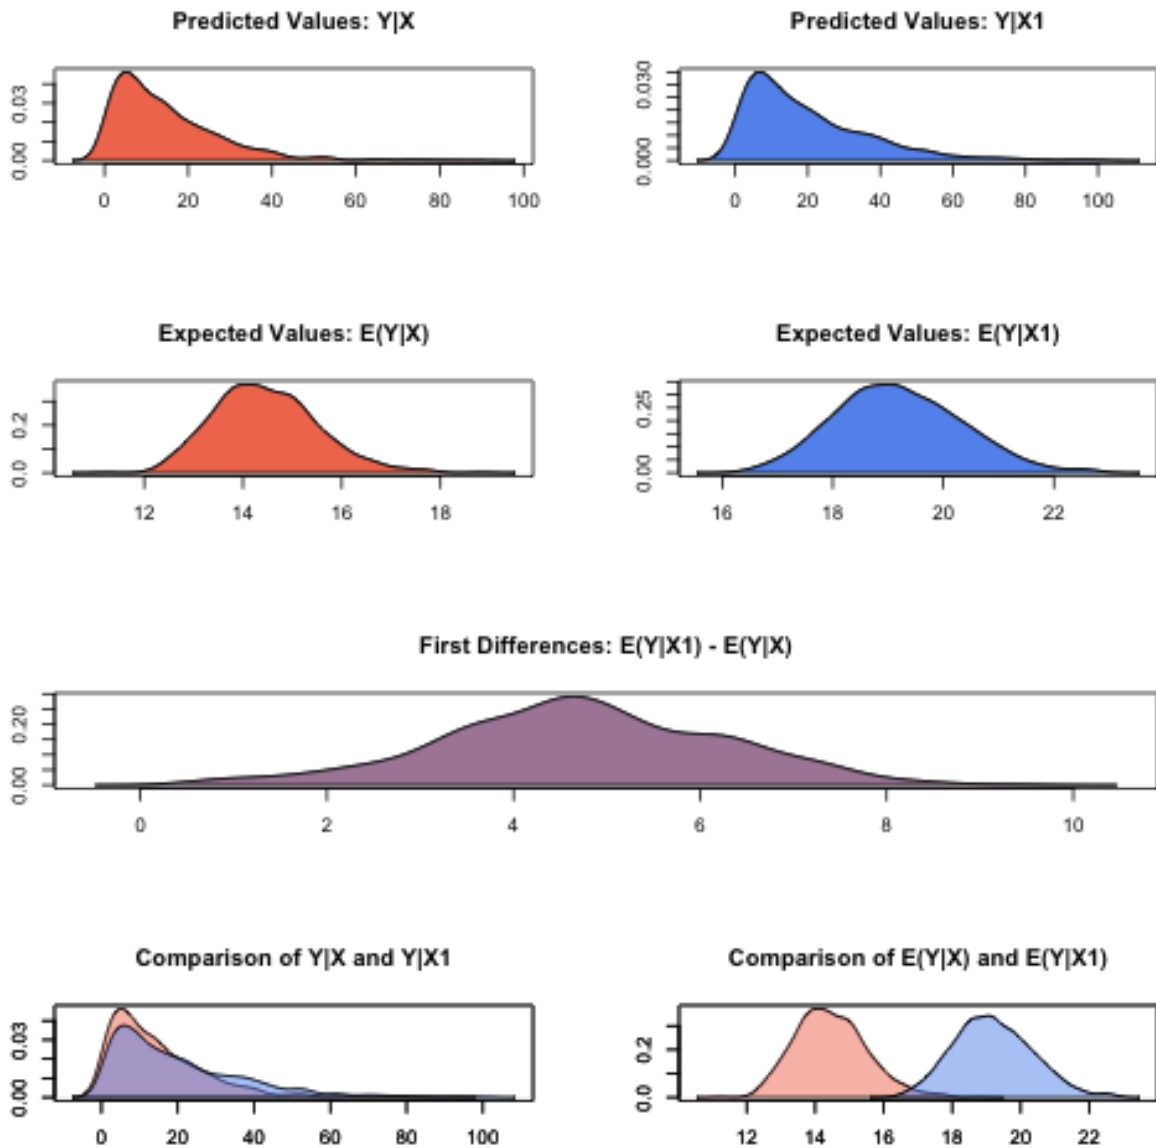 Predicted Values: Y|X
0.03
0.00
0 20 40 60 80 100
Predicted Values: Y|X1
0.030
0.000
0 20 40 60 80 100
Expected Values: E(Y|X)
0.2
0.0
12 14 16 18
Expected Values: E(Y|X1)
0.25
0.00
16 18 20 22
First Differences: E(Y|X1) - E(Y|X)
0.20
0.00
0 2 4 6 8 10
Comparison of Y|X and Y|X1
0.03
0.00
0 20 40 60 80 100
Comparison of E(Y|X) and E(Y|X1)
0.2
0.0
12 14 16 18 20 22